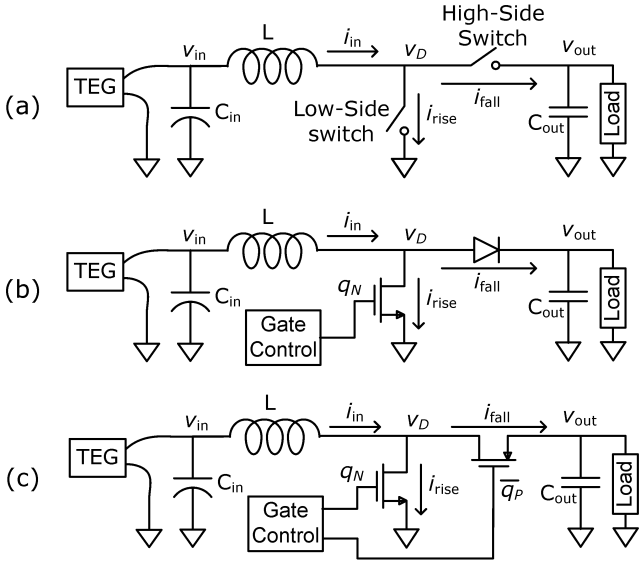 High-Side
Switch
v_in L i_in v_D v_out
TEG
(a) C_in Low-Side switch i_rise i_fall C_out Load
v_in L i_in v_D v_out
TEG
(b) C_in q_N i_rise i_fall C_out Load
Gate
Control
v_in L i_in v_D i_fall v_out
TEG
(c) C_in q_N i_rise \overline{q_P} C_out Load
Gate
Control